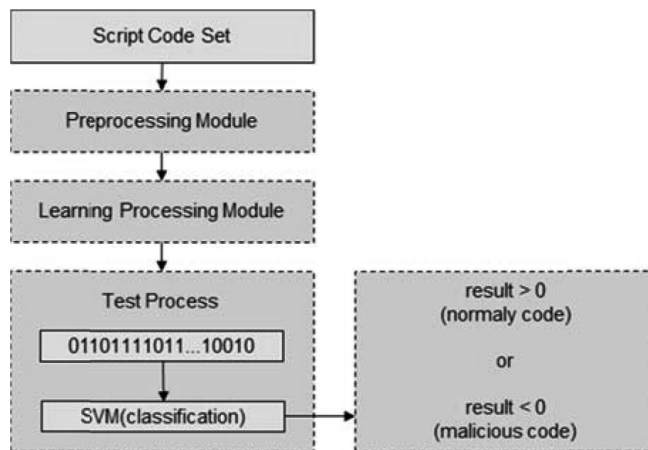 Script Code Set
Preprocessing Module
Learning Processing Module
Test Process
01101111011...10010
SVM(classification)
result > 0
(normaly code)
or
result < 0
(malicious code)